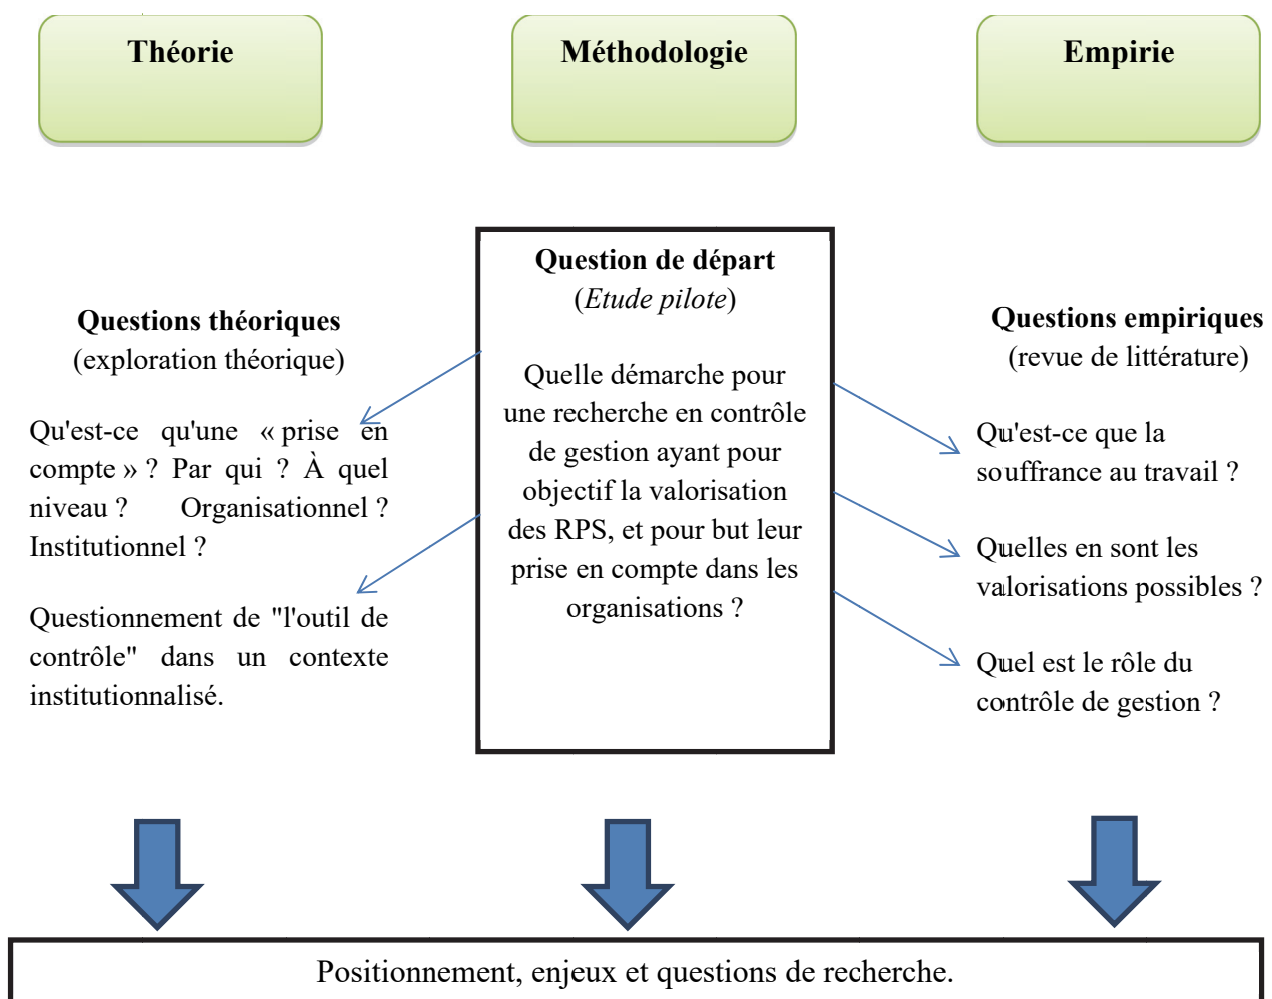 Théorie
Méthodologie
Empirie
Questions théoriques
(exploration théorique)
Qu'est-ce qu'une « prise en
compte » ? Par qui ? À quel
niveau ? Organisationnel ?
Institutionnel ?
Questionnement de "l'outil de
contrôle" dans un contexte
institutionnalisé.
Question de départ
(Etude pilote)
Quelle démarche pour
une recherche en contrôle
de gestion ayant pour
objectif la valorisation
des RPS, et pour but leur
prise en compte dans les
organisations ?
Questions empiriques
(revue de littérature)
Qu'est-ce que la
souffrance au travail ?
Quelles en sont les
valorisations possibles ?
Quel est le rôle du
contrôle de gestion ?
Positionnement, enjeux et questions de recherche.